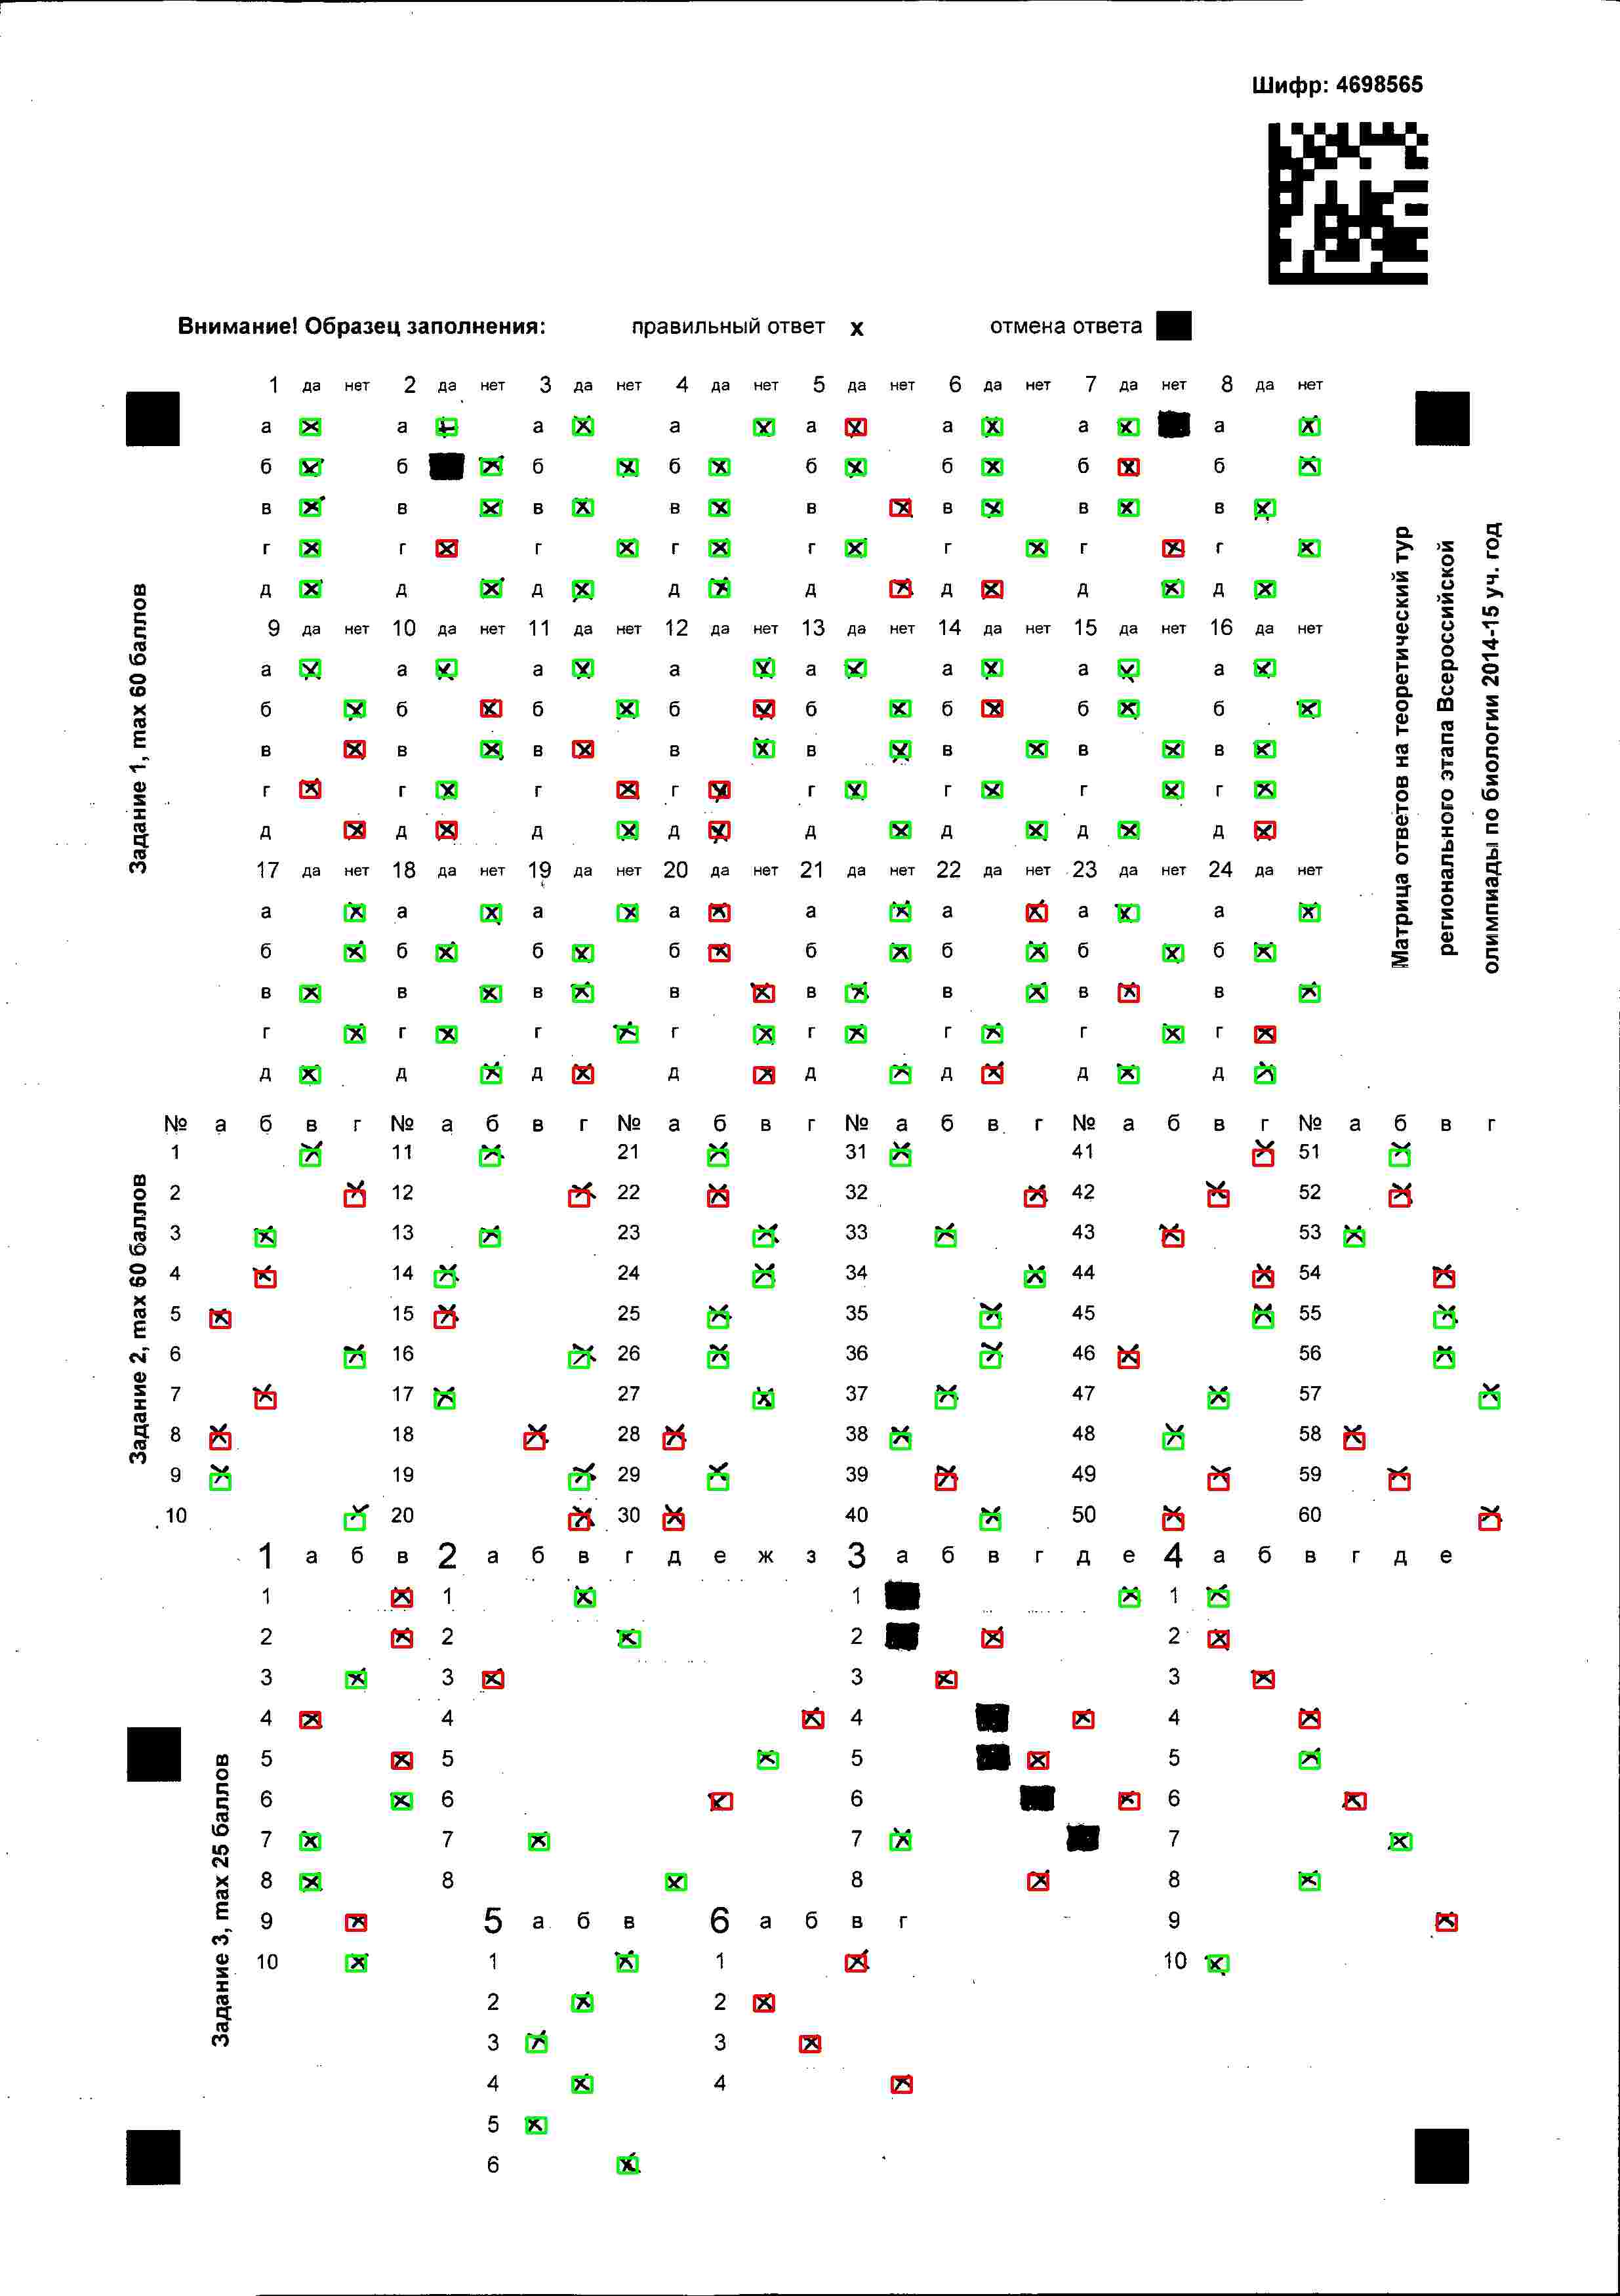 Шифр: 4698565
Внимание! Образец заполнения: правильный ответ x отмена ответа
1 да нет 2 да нет 3 да нет 4 да нет 5 да нет 6 да нет 7 да нет 8 да нет
а а а а а а а а
б б б б б б б б
в в в в в в в в
г г г г г г г г
д д д д д д д д
9 да нет 10 да нет 11 да нет 12 да нет 13 да нет 14 да нет 15 да нет 16 да нет
а а а а а а а а
б б б б б б б б
в в в в в в в в
г г г г г г г г
д д д д д д д д
17 да нет 18 да нет 19 да нет 20 да нет 21 да нет 22 да нет 23 да нет 24 да нет
а а а а а а а а
б б б б б б б б
в в в в в в в в
г г г г г г г г
д д д д д д д д
Задание 1, max 60 баллов
Матрица ответов на теоретический тур
регионального этапа Всероссийской
олимпиады по биологии 2014-15 уч. год
№ а б в г № а б в г № а б в г № а б в г № а б в г № а б в г
1 11 21 31 41 51
2 12 22 32 42 52
3 13 23 33 43 53
4 14 24 34 44 54
5 15 25 35 45 55
6 16 26 36 46 56
7 17 27 37 47 57
8 18 28 38 48 58
9 19 29 39 49 59
10 20 30 40 50 60
Задание 2, max 60 баллов
1 а б в 2 а б в г д е ж з 3 а б в г д е 4 а б в г д е
1 1 1 1
2 2 2 2
3 3 3 3
4 4 4 4
5 5 5 5
6 6 6 6
7 7 7 7
8 8 8 8
9 5 а б в 6 а б в г 9
10 1 1 10
2 2
3 3
4 4
5
6
Задание 3, max 25 баллов